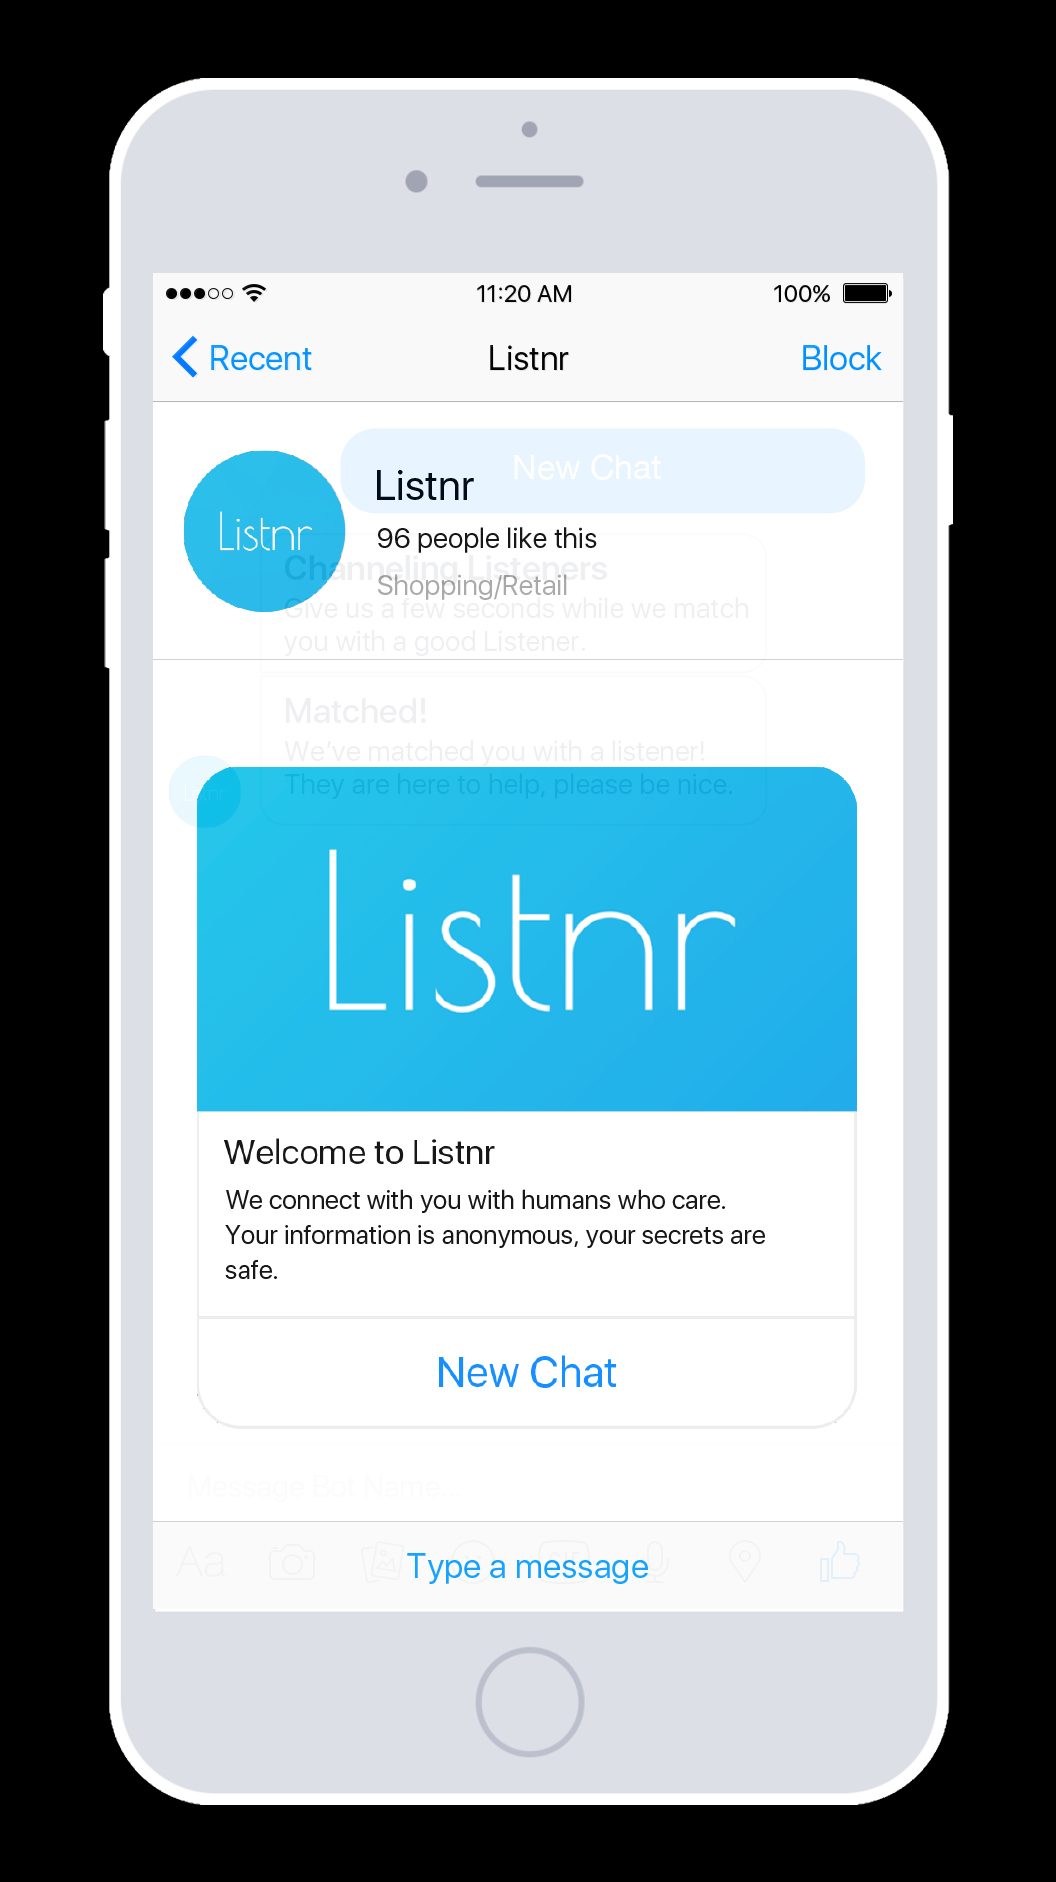 11:20 AM
100%
Recent
Listnr
Block
New Chat
Listnr
Listnr
96 people like this
Channeling Listeners
Shopping/Retail
Give us a few seconds while we match
you with a good Listener.
Matched!
We've matched you with a listener!
They are here to help, please be nice.
Listnr
Listnr
Welcome to Listnr
We connect with you with humans who care.
Your information is anonymous, your secrets are
safe.
New Chat
Message Bot Name...
Aa
Type a message